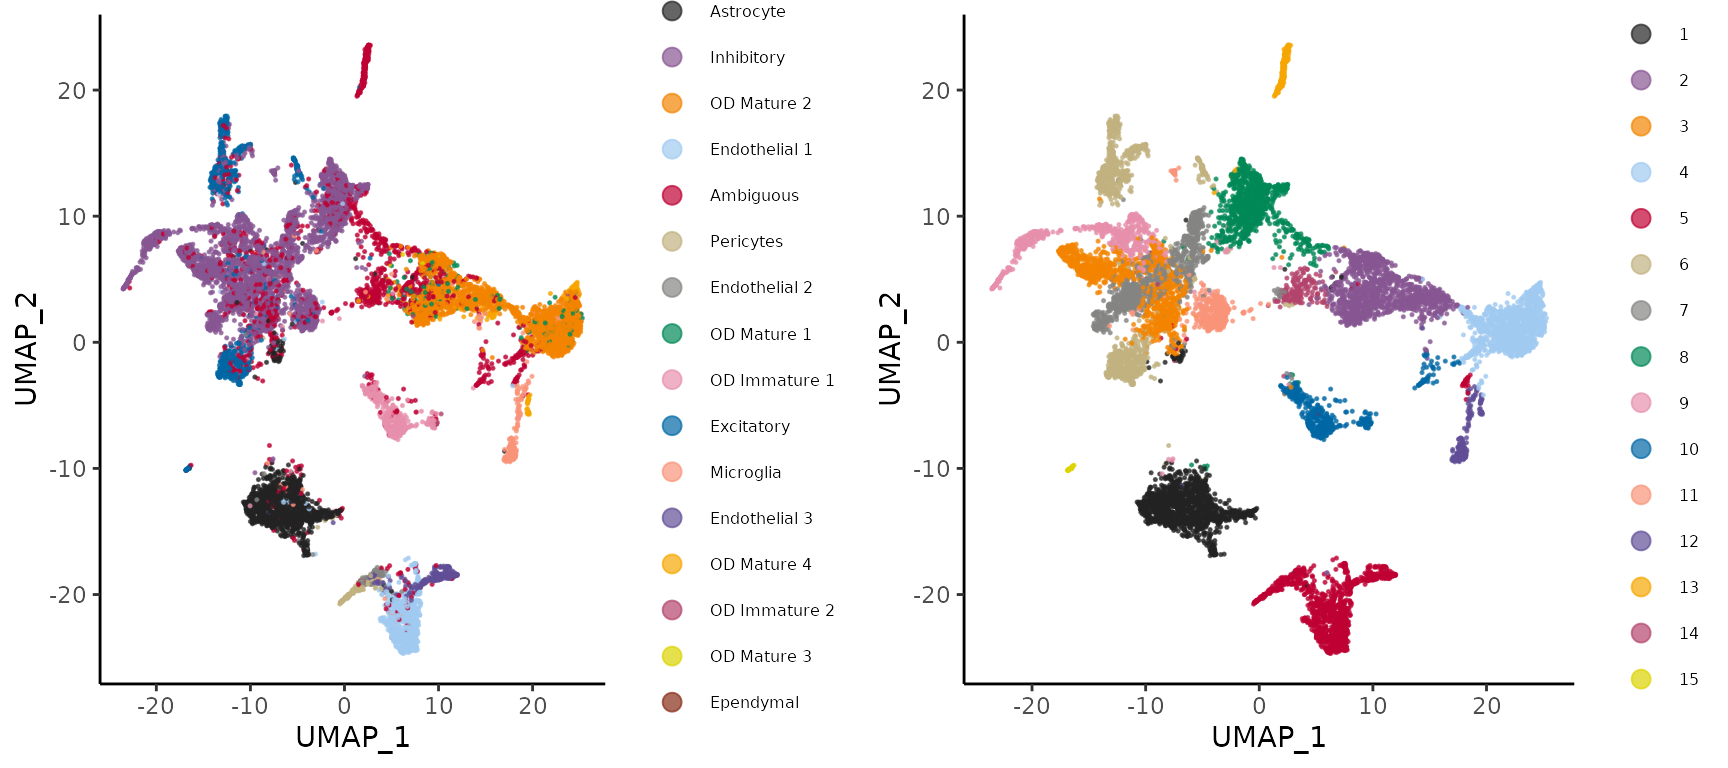 UMAP_2
20
10
0
-10
-20
-20
-10
0
10
20
UMAP_1
Astrocyte
Inhibitory
OD Mature 2
Endothelial 1
Ambiguous
Pericytes
Endothelial 2
OD Mature 1
OD Immature 1
Excitatory
Microglia
Endothelial 3
OD Mature 4
OD Immature 2
OD Mature 3
Ependymal
UMAP_2
20
10
0
-10
-20
-20
-10
0
10
20
UMAP_1
1
2
3
4
5
6
7
8
9
10
11
12
13
14
15